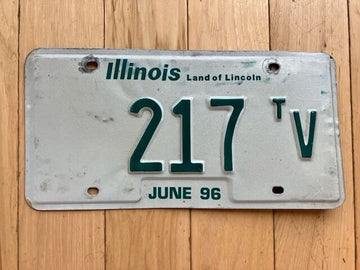 Illinois Land of Lincoln
217 TV
JUNE 96